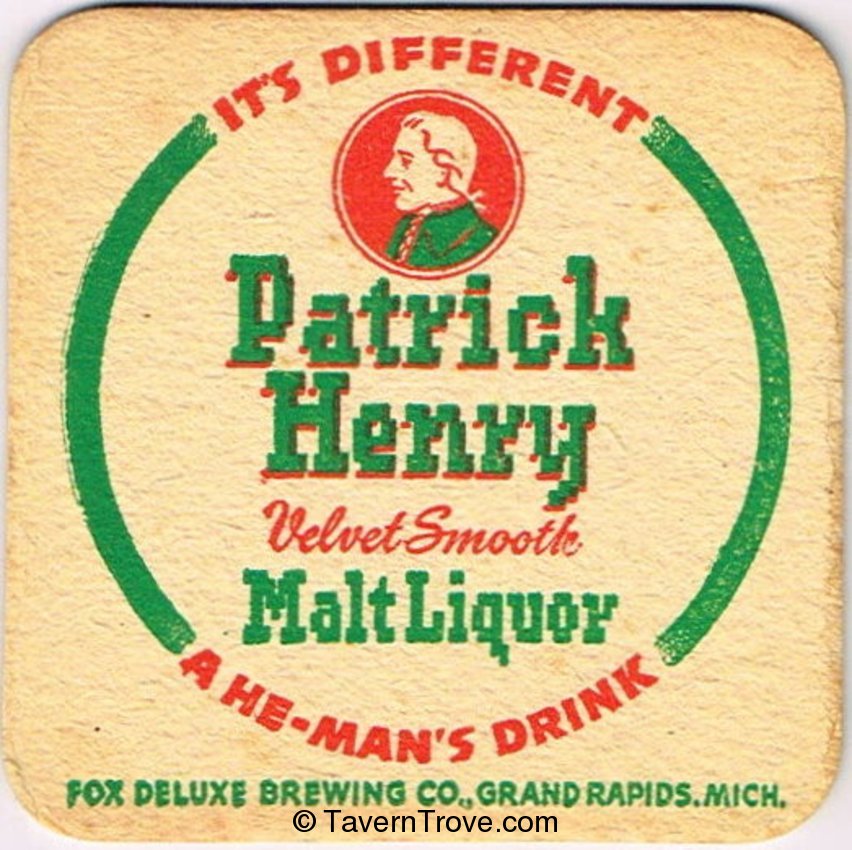 IT'S DIFFERENT
Patrick
Henry
Velvet Smooth
Malt Liquor
A HE-MAN'S DRINK
FOX DELUXE BREWING CO., GRAND RAPIDS. MICH.
© TavernTrove.com